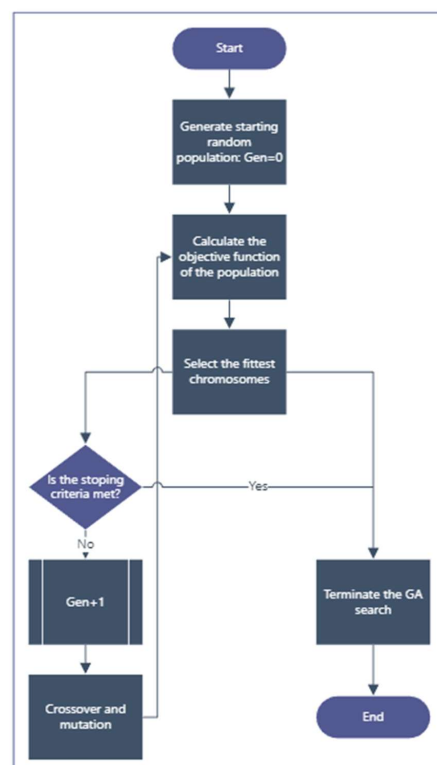 Start
Generate starting
random
population: Gen=0
Calculate the
objective function
of the population
Select the fittest
chromosomes
Is the stoping
criteria met?
Yes
No
Gen+1
Terminate the GA
search
Crossover and
mutation
End